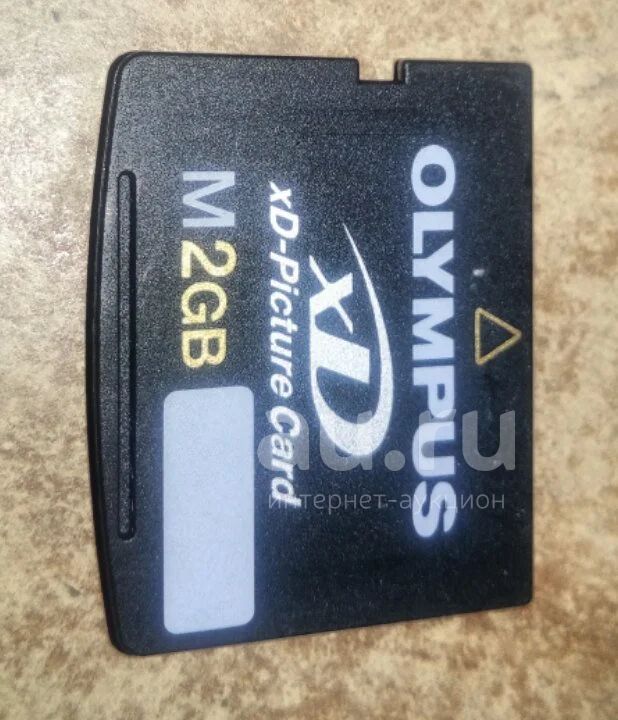 OLYMPUS
xD
xD-Picture Card
M 2GB
au.ru
интернет-аукцион